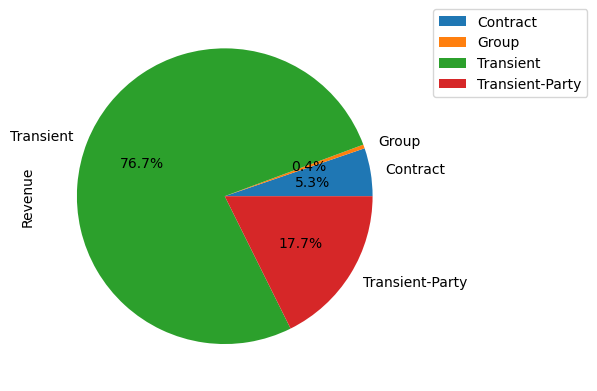 Contract
Group
Transient
Transient-Party
Transient
Group
76.7%
0.4%
Contract
5.3%
Revenue
17.7%
Transient-Party